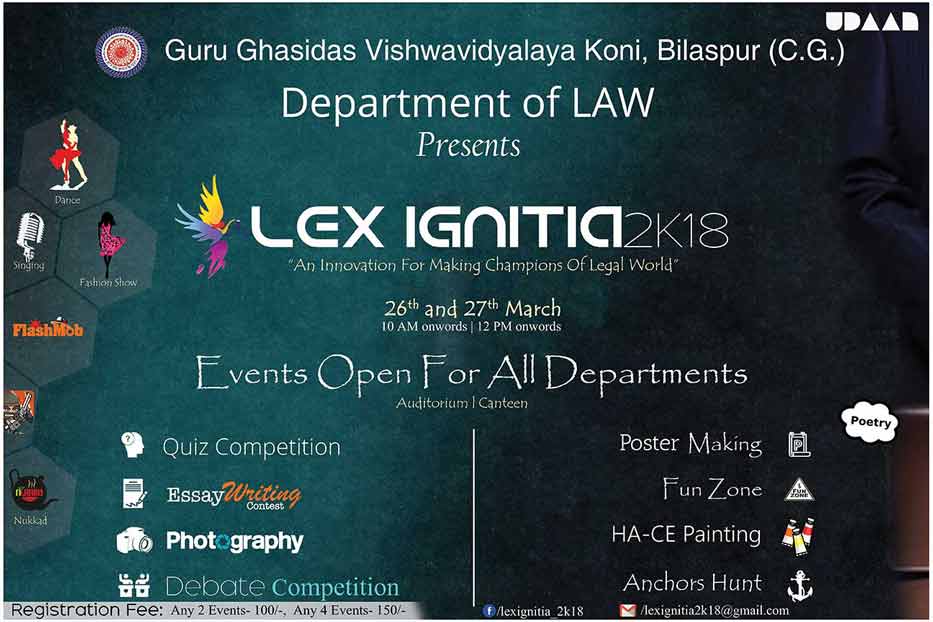 UDAAN
Guru Ghasidas Vishwavidyalaya Koni, Bilaspur (C.G.)
Department of LAW
Presents
LEX IGNITIA2K18
"An Innovation For Making Champions Of Legal World"
26th and 27th March
10 AM onwords | 12 PM onwords
Events Open For All Departments
Auditorium | Canteen
Dance
Singing
Fashion Show
FlashMob
Nukkad
Quiz Competition
Essay Writing
Contest
Photography
Debate Competition
Poetry
Poster Making
P
Fun Zone
FUN
ZONE
HA-CE Painting
Anchors Hunt
Registration Fee: Any 2 Events- 100/-, Any 4 Events- 150/-
/lexignitia_2k18
/lexignitia2k18@gmail.com